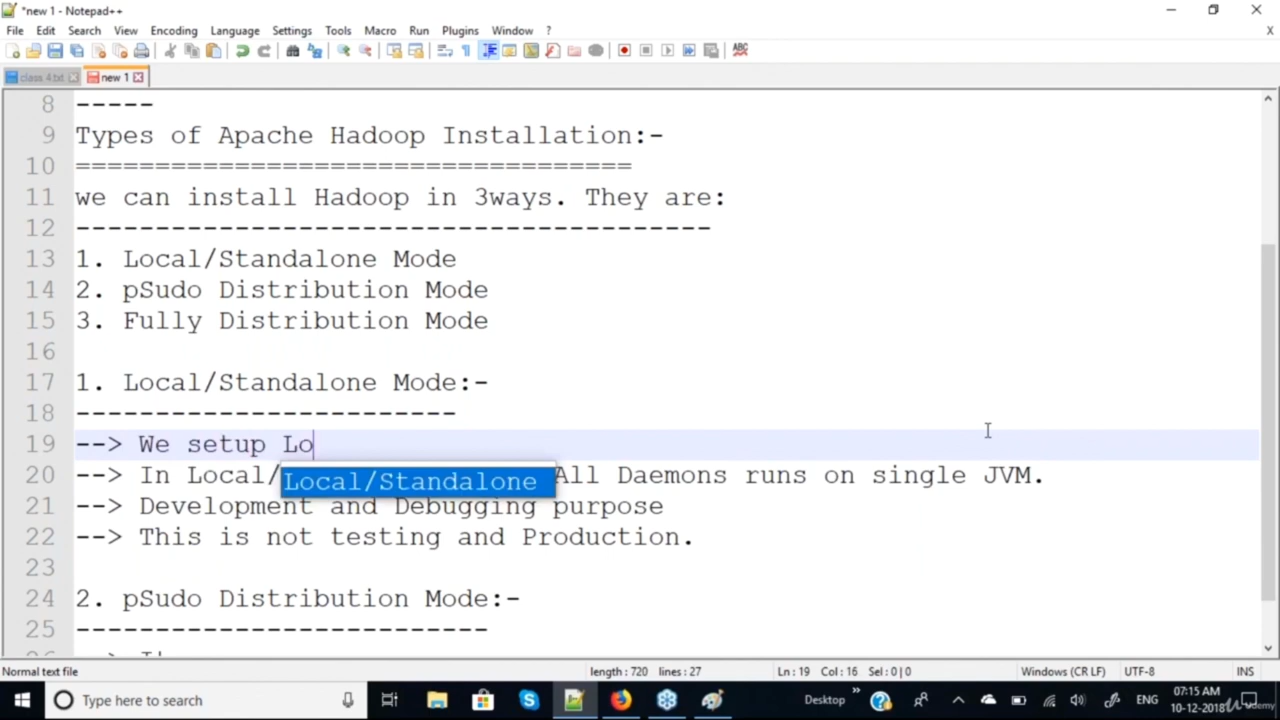 *new 1 - Notepad++
File Edit Search View Encoding Language Settings Tools Macro Run Plugins Window ? X
class 4.txt new 1
8 -----
9 Types of Apache Hadoop Installation:-
10 ===================================
11 we can install Hadoop in 3ways. They are:
12 ----------------------------------------
13 1. Local/Standalone Mode
14 2. pSudo Distribution Mode
15 3. Fully Distribution Mode
16
17 1. Local/Standalone Mode:-
18 ------------------------
19 --> We setup Lo
Local/Standalone
20 --> In Local/ All Daemons runs on single JVM.
21 --> Development and Debugging purpose
22 --> This is not testing and Production.
23
24 2. pSudo Distribution Mode:-
25 --------------------------
Normal text file length : 720 lines : 27 Ln : 19 Col : 16 Sel : 0 | 0 Windows (CR LF) UTF-8 INS
Type here to search Desktop ENG 07:15 AM
10-12-2018 Udemy